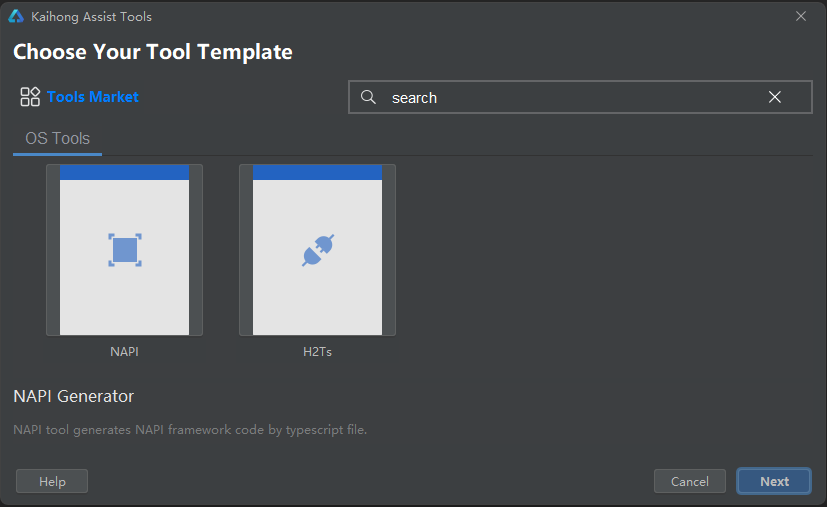 Kaihong Assist Tools
Choose Your Tool Template
Tools Market
search
OS Tools
NAPI
H2Ts
NAPI Generator
NAPI tool generates NAPI framework code by typescript file.
Help
Cancel
Next